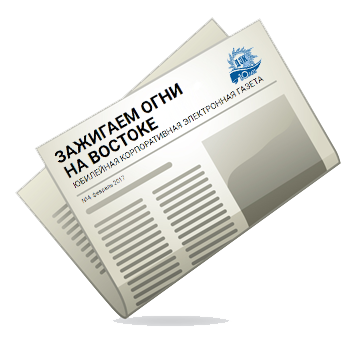 ЗАЖИГАЕМ ОГНИ
НА ВОСТОКЕ
ЮБИЛЕЙНАЯ КОРПОРАТИВНАЯ ЭЛЕКТРОННАЯ ГАЗЕТА
№4, февраль 2017